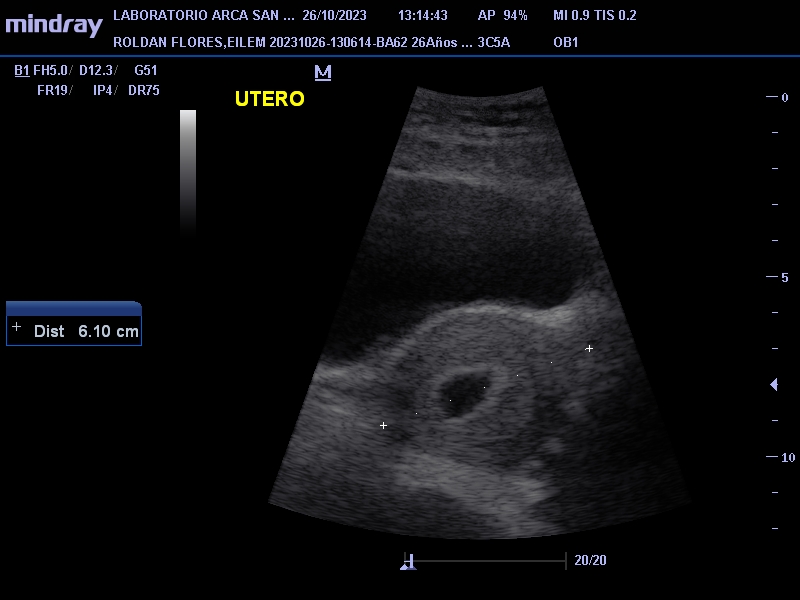 mindray
LABORATORIO ARCA SAN ... 26/10/2023 13:14:43 AP 94% MI 0.9 TIS 0.2
ROLDAN FLORES,EILEM 20231026-130614-BA62 26Años ... 3C5A OB1
B1 FH5.0/ D12.3/ G51
FR19/ IP4/ DR75
M
UTERO
0
5
+ Dist 6.10 cm
10
20/20